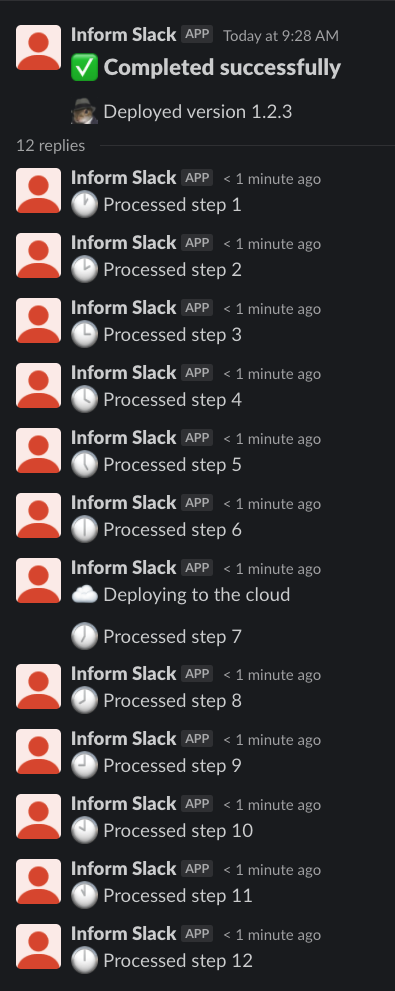 Inform Slack APP Today at 9:28 AM
Completed successfully
Deployed version 1.2.3
12 replies
Inform Slack APP < 1 minute ago
Processed step 1
Inform Slack APP < 1 minute ago
Processed step 2
Inform Slack APP < 1 minute ago
Processed step 3
Inform Slack APP < 1 minute ago
Processed step 4
Inform Slack APP < 1 minute ago
Processed step 5
Inform Slack APP < 1 minute ago
Processed step 6
Inform Slack APP < 1 minute ago
Deploying to the cloud
Processed step 7
Inform Slack APP < 1 minute ago
Processed step 8
Inform Slack APP < 1 minute ago
Processed step 9
Inform Slack APP < 1 minute ago
Processed step 10
Inform Slack APP < 1 minute ago
Processed step 11
Inform Slack APP < 1 minute ago
Processed step 12